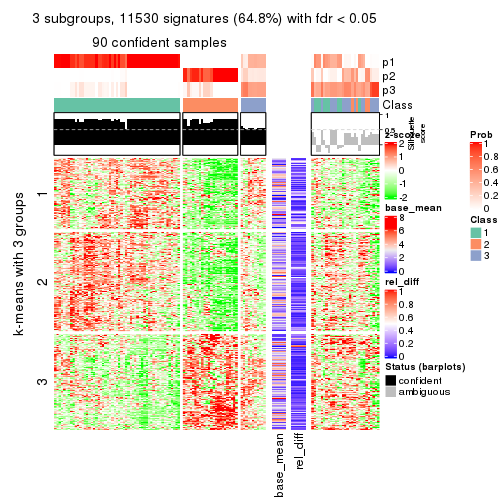 3 subgroups, 11530 signatures (64.8%) with fdr < 0.05
90 confident samples
p1
p2
p3
Class
1
0.5
0
Silhouette
score
z-score
2
1
0
-1
-2
base_mean
8
6
4
2
0
rel_diff
1
0.8
0.6
0.4
0.2
0
Status (barplots)
confident
ambiguous
Prob
1
0.8
0.6
0.4
0.2
0
Class
1
2
3
k-means with 3 groups
1
2
3
base_mean
rel_diff